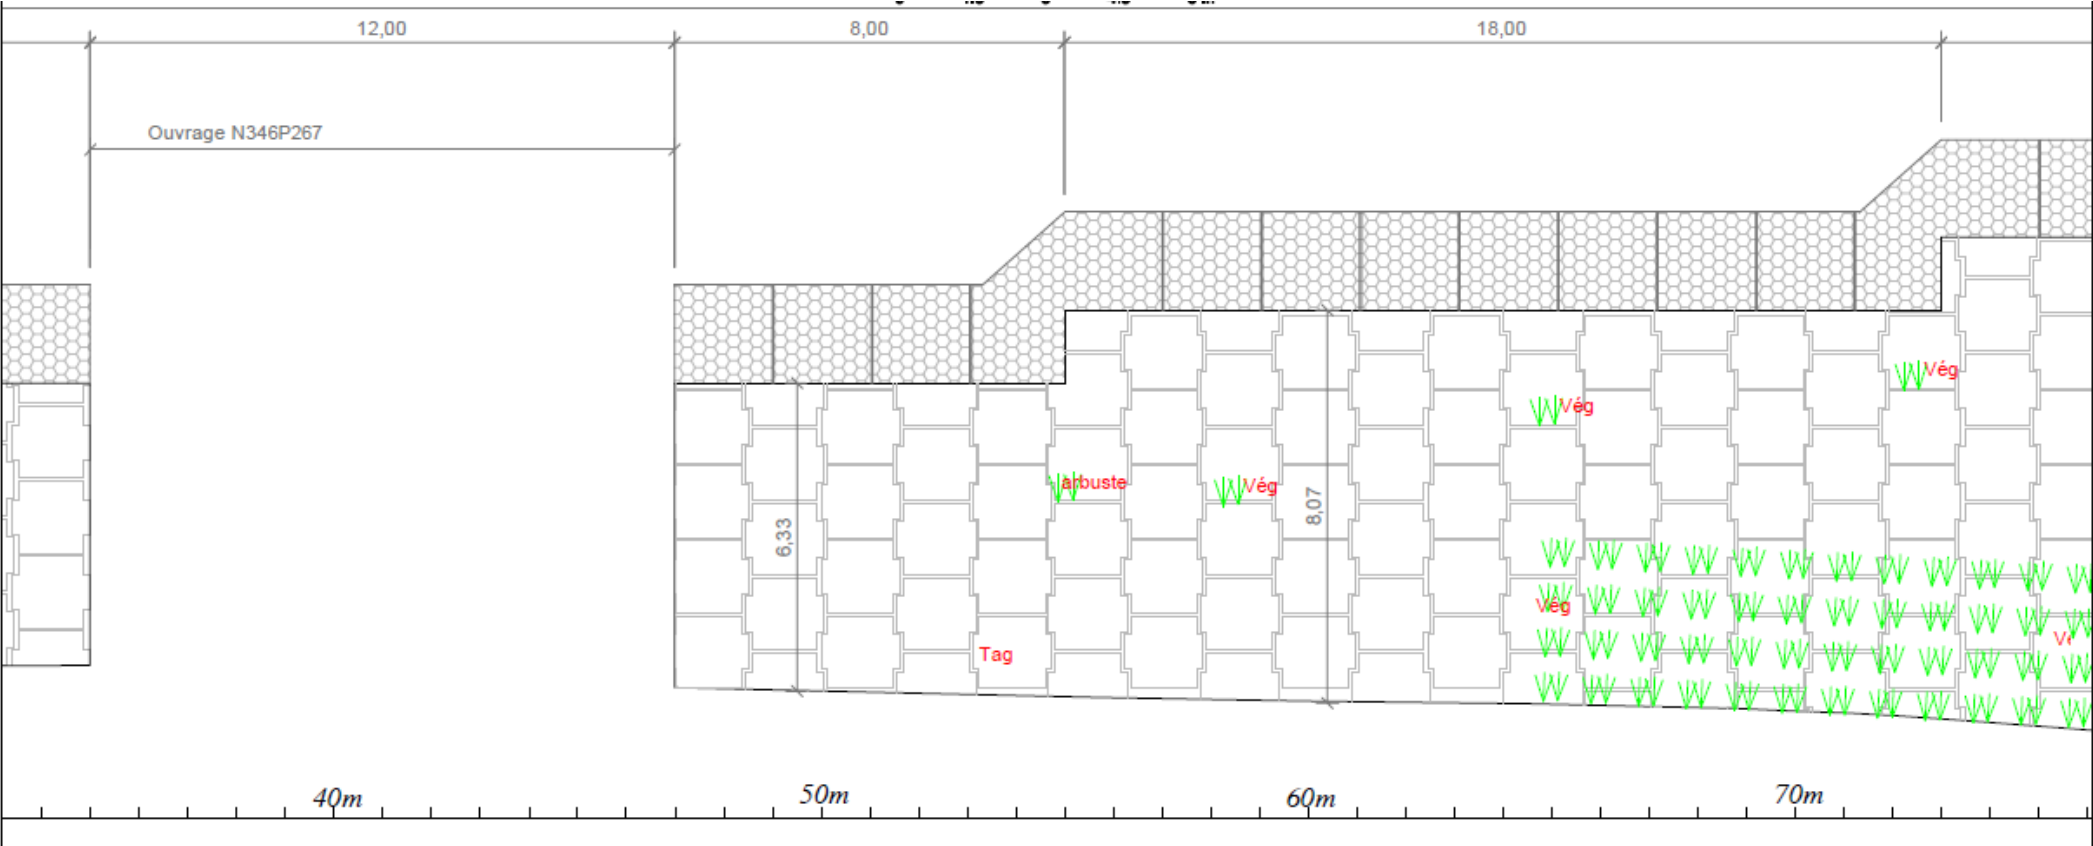 12,00
8,00
18,00
Ouvrage N346P267
Vég
Vég
arbuste
Vég
8,07
6,33
Vég
Tag
40m
50m
60m
70m